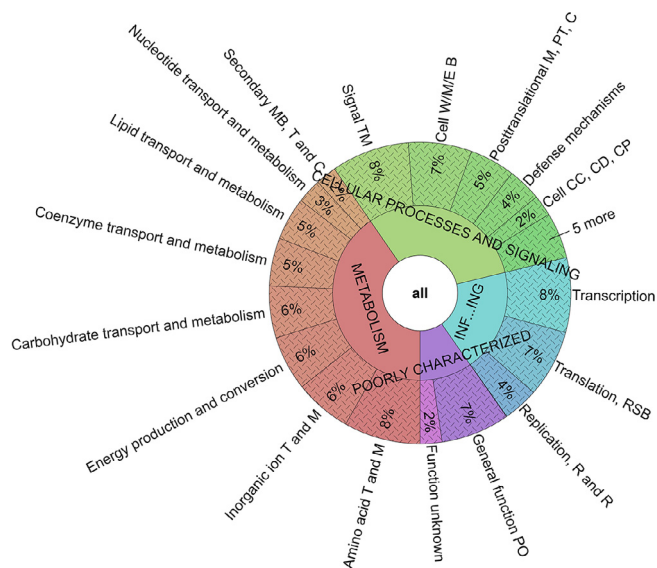 Signal TM
8%
Cell W/M/E B
7%
Posttranslational M, PT, C
5%
Defense mechanisms
4%
Cell CC, CD, CP
2%
5 more
Transcription
8%
Translation, RSB
7%
Replication, R and R
4%
General function PO
7%
Function unknown
2%
Amino acid T and M
8%
Inorganic ion T and M
6%
Energy production and conversion
6%
Carbohydrate transport and metabolism
6%
Coenzyme transport and metabolism
5%
Lipid transport and metabolism
5%
Nucleotide transport and metabolism
3%
Secondary MB, T and C
CELLULAR PROCESSES AND SIGNALING
INF...ING
POORLY CHARACTERIZED
METABOLISM
all